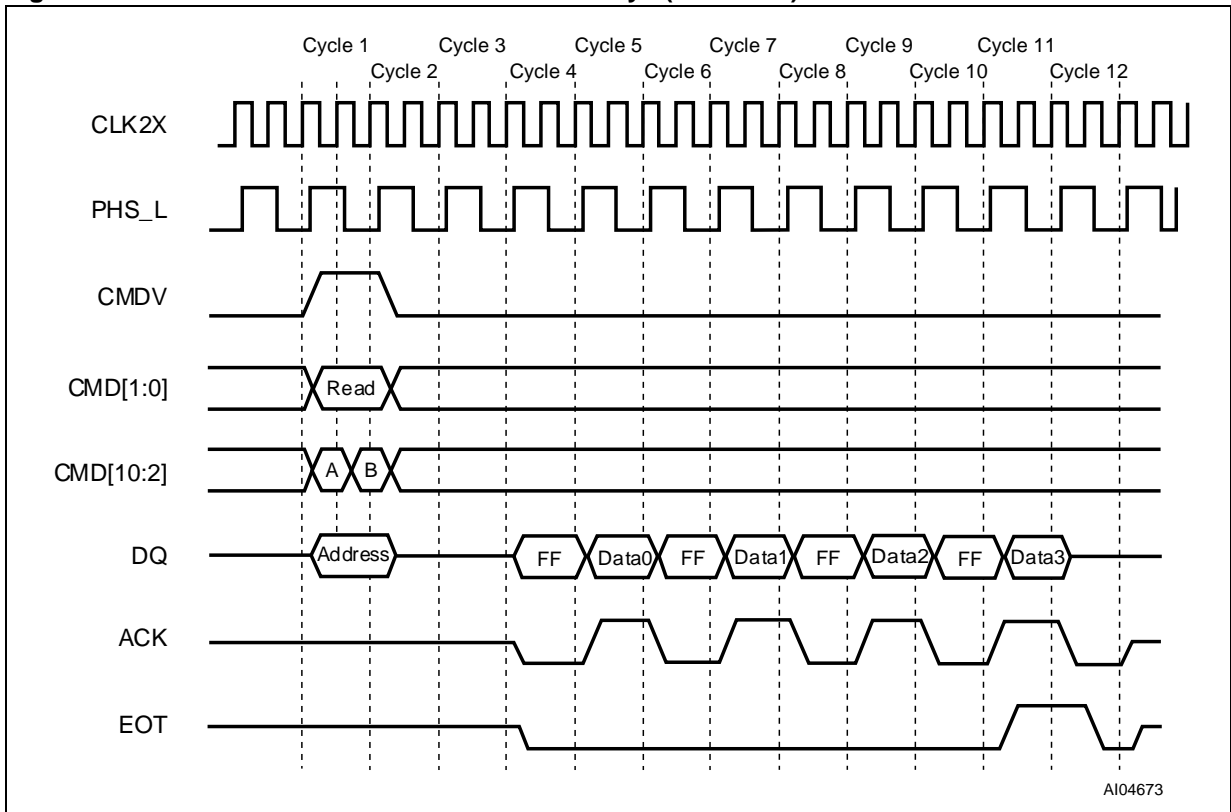 Cycle 1 Cycle 3 Cycle 5 Cycle 7 Cycle 9 Cycle 11
Cycle 2 Cycle 4 Cycle 6 Cycle 8 Cycle 10 Cycle 12
CLK2X
PHS_L
CMDV
CMD[1:0] Read
CMD[10:2] A B
DQ Address FF Data0 FF Data1 FF Data2 FF Data3
ACK
EOT
AI04673